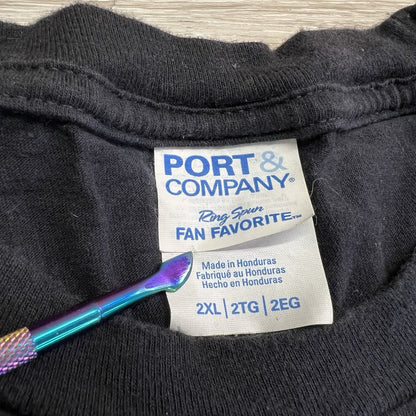 PORT &
COMPANY®
Ring Spun
FAN FAVORITE™
Made in Honduras
Fabriqué au Honduras
Hecho en Honduras
2XL | 2TG | 2EG